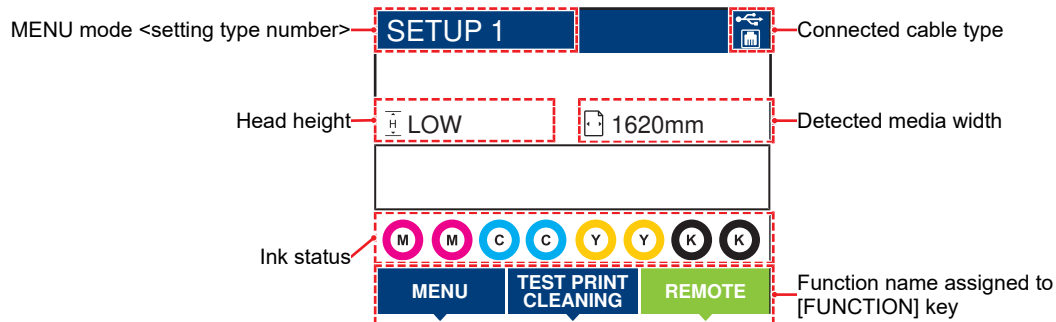 MENU mode <setting type number>
SETUP 1
Connected cable type
Head height
H
LOW
1620mm
Detected media width
Ink status
M M C C Y Y K K
MENU
TEST PRINT
CLEANING
REMOTE
Function name assigned to
[FUNCTION] key